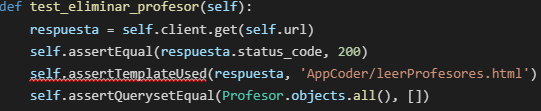 def test_eliminar_profesor(self):
    respuesta = self.client.get(self.url)
    self.assertEqual(respuesta.status_code, 200)
    self.assertTemplateUsed(respuesta, 'AppCoder/leerProfesores.html')
    self.assertQuerysetEqual(Profesor.objects.all(), [])